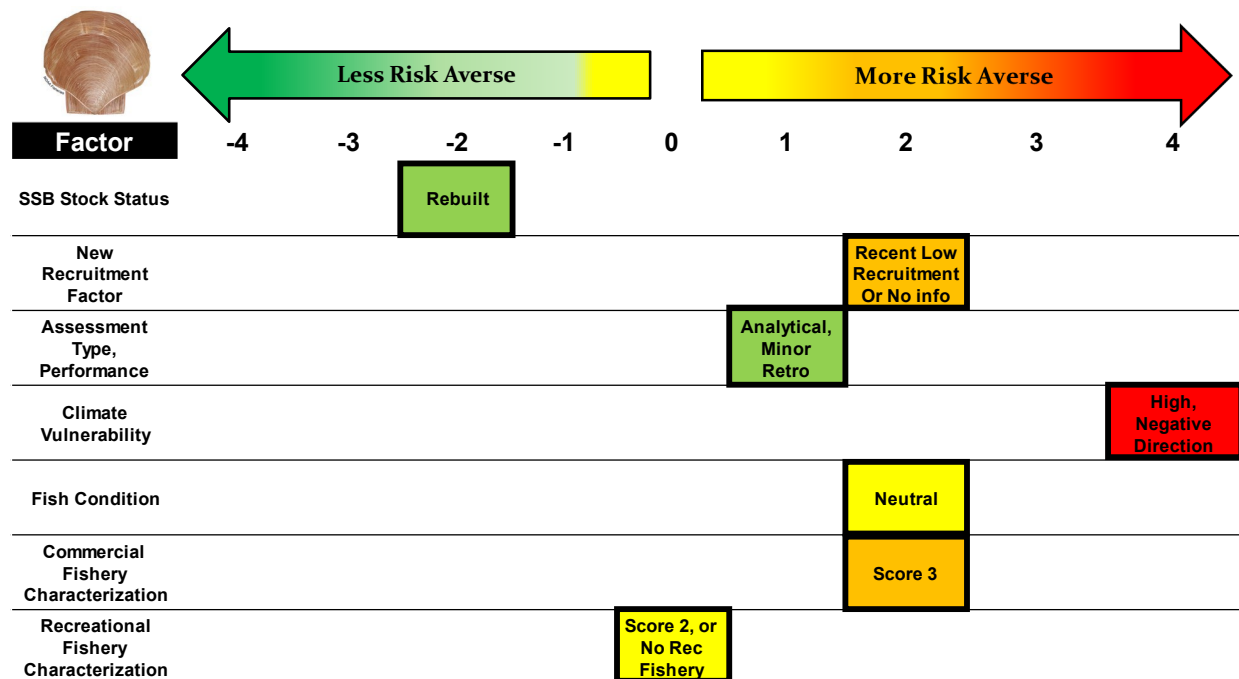 Less Risk Averse
More Risk Averse
Factor
-4
-3
-2
-1
0
1
2
3
4
SSB Stock Status
Rebuilt
New
Recruitment
Factor
Recent Low
Recruitment
Or No info
Assessment
Type,
Performance
Analytical,
Minor
Retro
Climate
Vulnerability
High,
Negative
Direction
Fish Condition
Neutral
Commercial
Fishery
Characterization
Score 3
Recreational
Fishery
Characterization
Score 2, or
No Rec
Fishery